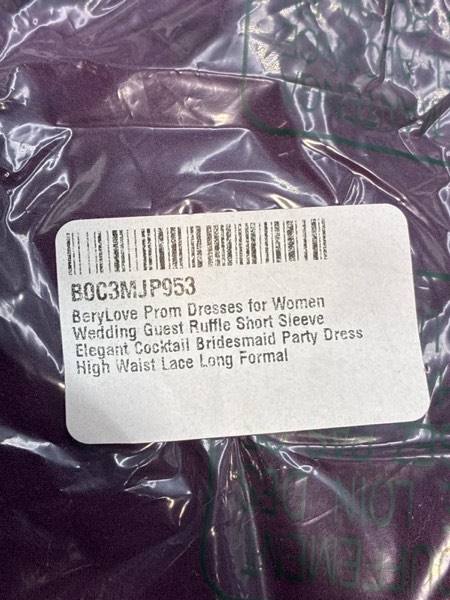 B0C3MJP953
BeryLove Prom Dresses for Women
Wedding Guest Ruffle Short Sleeve
Elegant Cocktail Bridesmaid Party Dress
High Waist Lace Long Formal